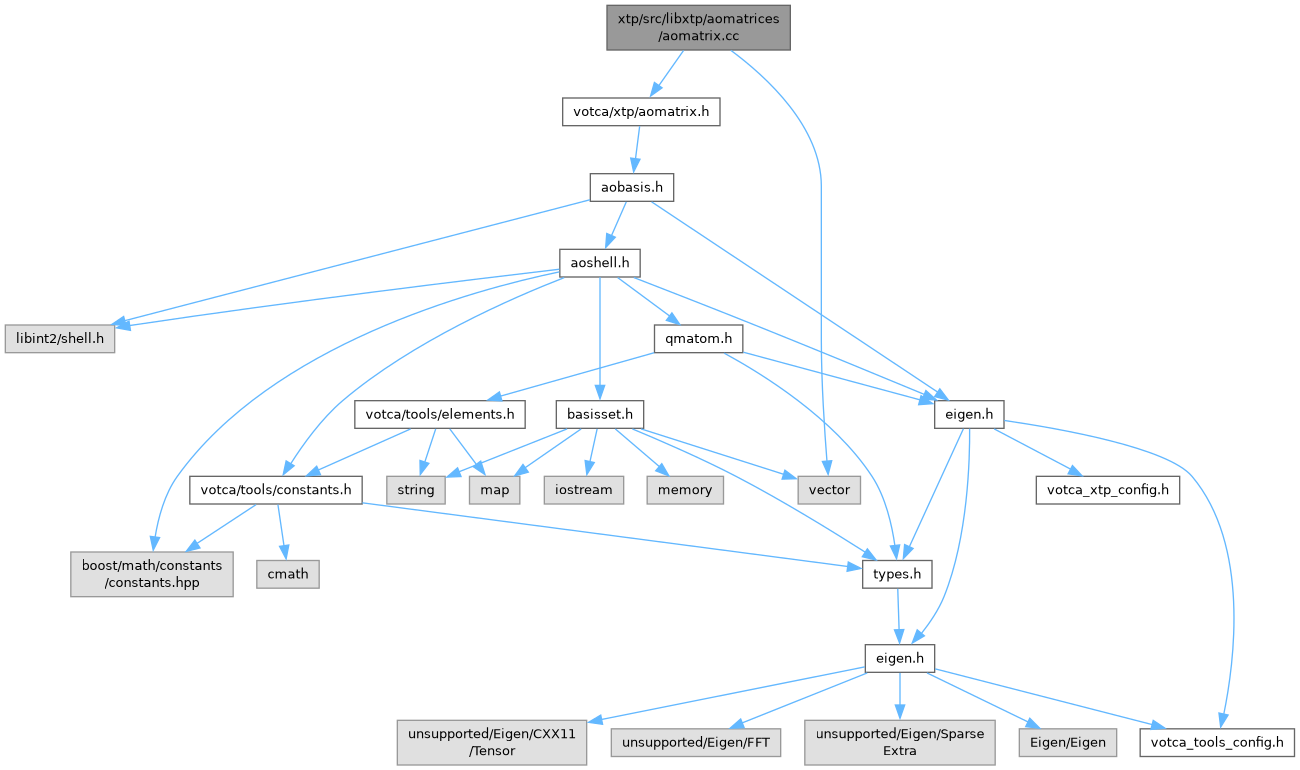 xtp/src/libxtp/aomatrices
/aomatrix.cc
votca/xtp/aomatrix.h
aobasis.h
aoshell.h
libint2/shell.h
qmatom.h
votca/tools/elements.h
basisset.h
eigen.h
votca/tools/constants.h
string
map
iostream
memory
vector
votca_xtp_config.h
boost/math/constants
/constants.hpp
cmath
types.h
eigen.h
unsupported/Eigen/CXX11
/Tensor
unsupported/Eigen/FFT
unsupported/Eigen/Sparse
Extra
Eigen/Eigen
votca_tools_config.h